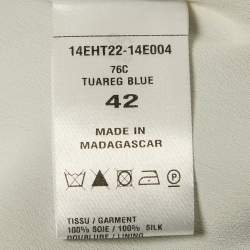 14EHT22-14E004
76C
TUAREG BLUE
42
MADE IN
MADAGASCAR
TISSU / GARMENT
100% SOIE / 100% SILK
DOUBLURE / LINING